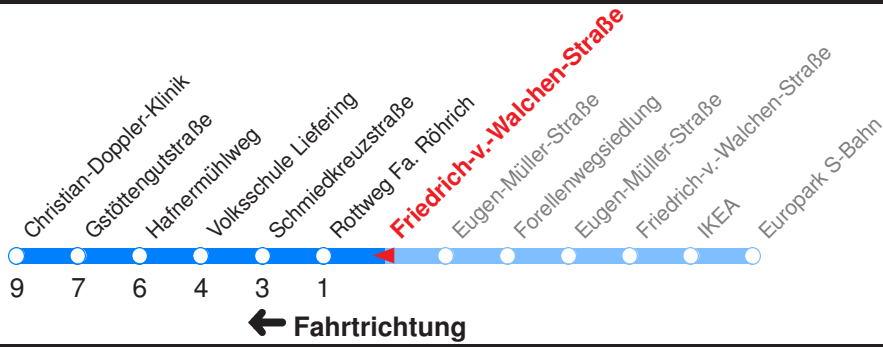 Christian-Doppler-Klinik
Gstöttengutstraße
Hafnermühlweg
Volksschule Liefering
Schmiedkreuzstraße
Rottweg Fa. Röhrich
Friedrich-v.-Walchen-Straße
Eugen-Müller-Straße
Forellenwegsiedlung
Eugen-Müller-Straße
Friedrich-v.-Walchen-Straße
IKEA
Europark S-Bahn
9 7 6 4 3 1
Fahrtrichtung